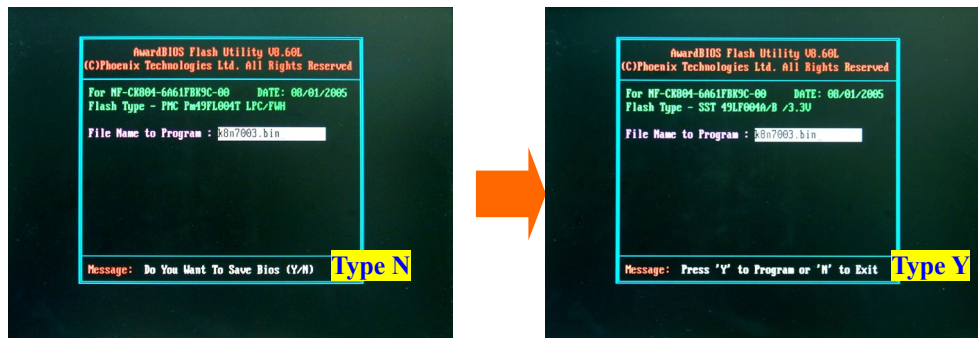 AwardBIOS Flash Utility V8.60L
(C)Phoenix Technologies Ltd. All Rights Reserved
For NF-CK804-6A61FBK9C-00 DATE: 08/01/2005
Flash Type - PMC Pm49FL004T LPC/FWH
File Name to Program : k8n7003.bin
Message: Do You Want To Save Bios (Y/N)
Type N
AwardBIOS Flash Utility V8.60L
(C)Phoenix Technologies Ltd. All Rights Reserved
For NF-CK804-6A61FBK9C-00 DATE: 08/01/2005
Flash Type - SST 49LF004A/B /3.3V
File Name to Program : k8n7003.bin
Message: Press 'Y' to Program or 'N' to Exit
Type Y